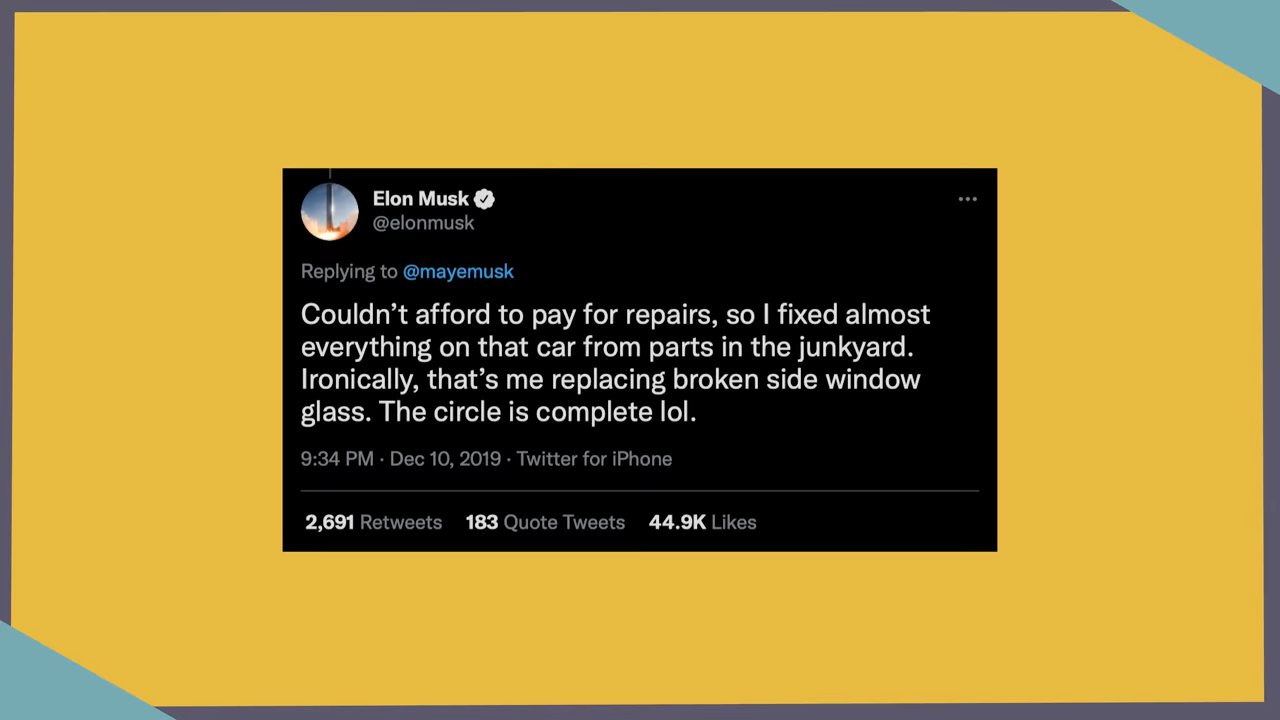 Elon Musk
@elonmusk
Replying to @mayemusk
Couldn’t afford to pay for repairs, so I fixed almost
everything on that car from parts in the junkyard.
Ironically, that’s me replacing broken side window
glass. The circle is complete lol.
9:34 PM · Dec 10, 2019 · Twitter for iPhone
2,691 Retweets 183 Quote Tweets 44.9K Likes